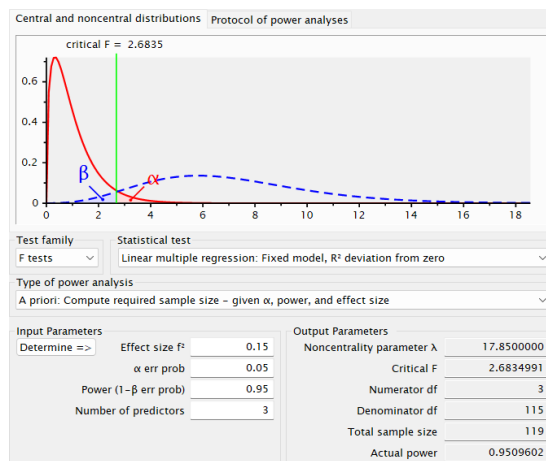 Central and noncentral distributions Protocol of power analyses
critical F = 2.6835
0.6
0.4
0.2
0
β
α
0 2 4 6 8 10 12 14 16 18
Test family Statistical test
F tests Linear multiple regression: Fixed model, R² deviation from zero
Type of power analysis
A priori: Compute required sample size – given α, power, and effect size
Input Parameters Output Parameters
Determine => Effect size f² 0.15 Noncentrality parameter λ 17.8500000
α err prob 0.05 Critical F 2.6834991
Power (1-β err prob) 0.95 Numerator df 3
Number of predictors 3 Denominator df 115
Total sample size 119
Actual power 0.9509602